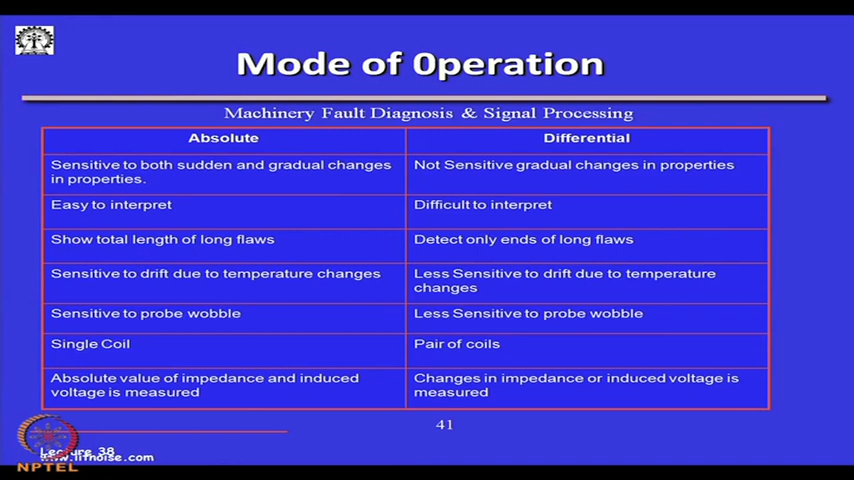 Mode of 0peration
Machinery Fault Diagnosis & Signal Processing
Absolute
Differential
Sensitive to both sudden and gradual changes
in properties.
Not Sensitive gradual changes in properties
Easy to interpret
Difficult to interpret
Show total length of long flaws
Detect only ends of long flaws
Sensitive to drift due to temperature changes
Less Sensitive to drift due to temperature
changes
Sensitive to probe wobble
Less Sensitive to probe wobble
Single Coil
Pair of coils
Absolute value of impedance and induced
voltage is measured
Changes in impedance or induced voltage is
measured
41
Lecture 38
www.iitnoise.com
NPTEL